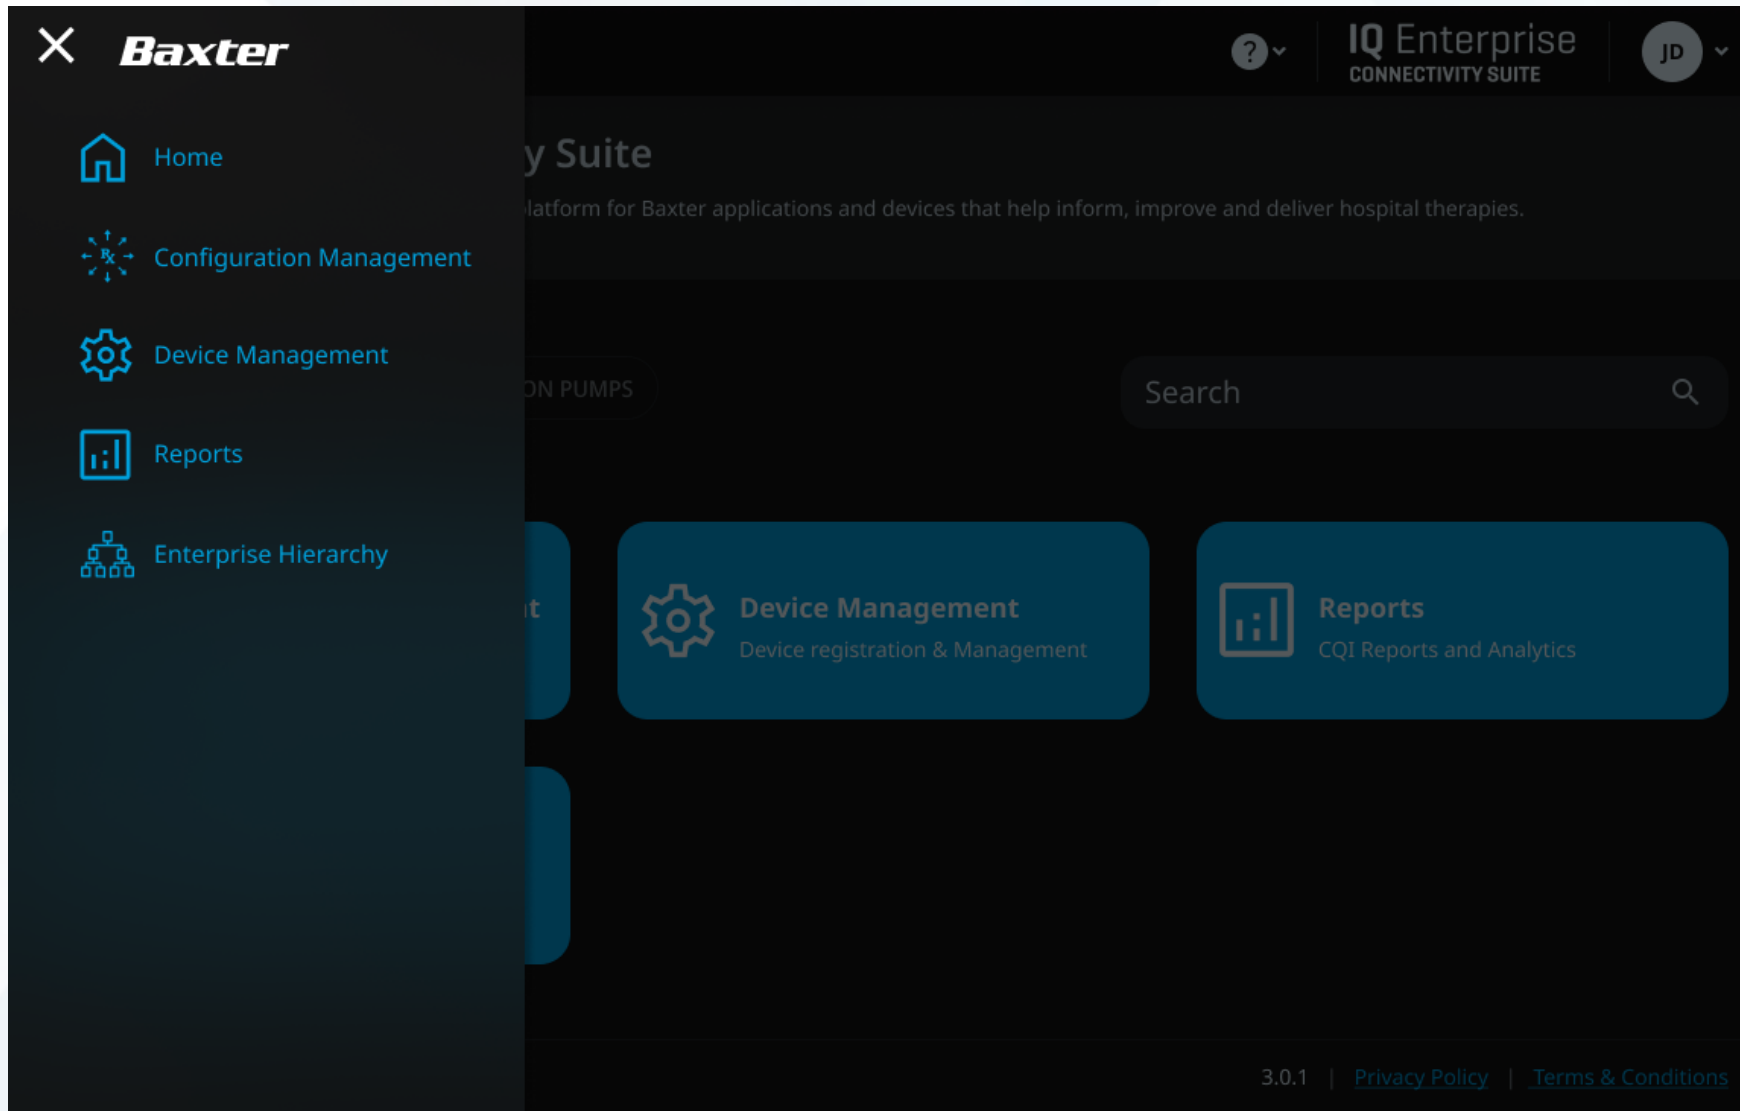 Baxter
?
IQ Enterprise
CONNECTIVITY SUITE
JD
Home
Configuration Management
Device Management
Reports
Enterprise Hierarchy
y Suite
latform for Baxter applications and devices that help inform, improve and deliver hospital therapies.
ON PUMPS
Search
Rx
nt
Device Management
Device registration & Management
Reports
CQI Reports and Analytics
3.0.1 | Privacy Policy | Terms & Conditions